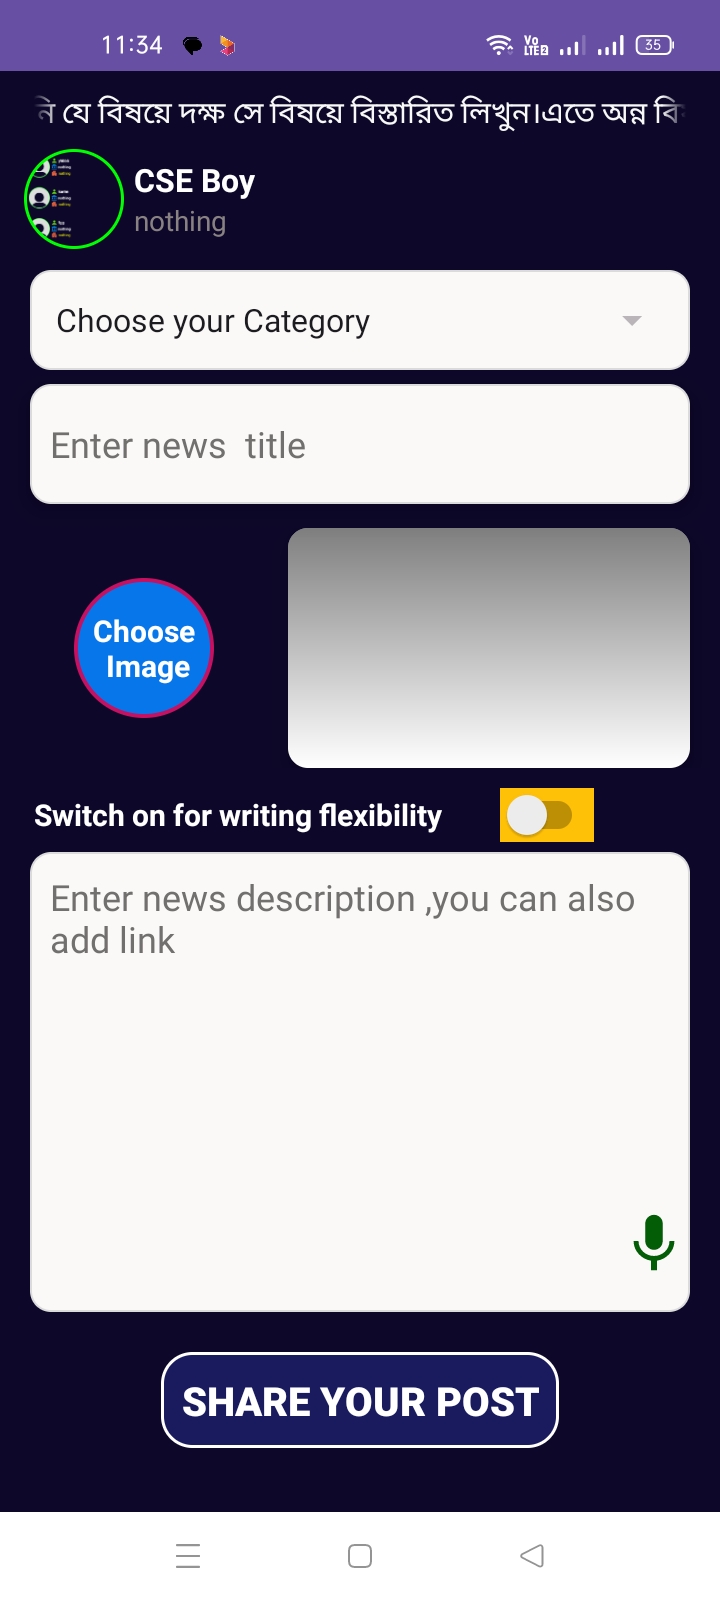 11:34
Vo
LTE2
35
যে বিষয়ে দক্ষ সে বিষয়ে বিস্তারিত লিখুন।এতে অন্ন
CSE Boy
nothing
Choose your Category
Enter news  title
Choose
Image
Switch on for writing flexibility
Enter news description ,you can also
add link
SHARE YOUR POST